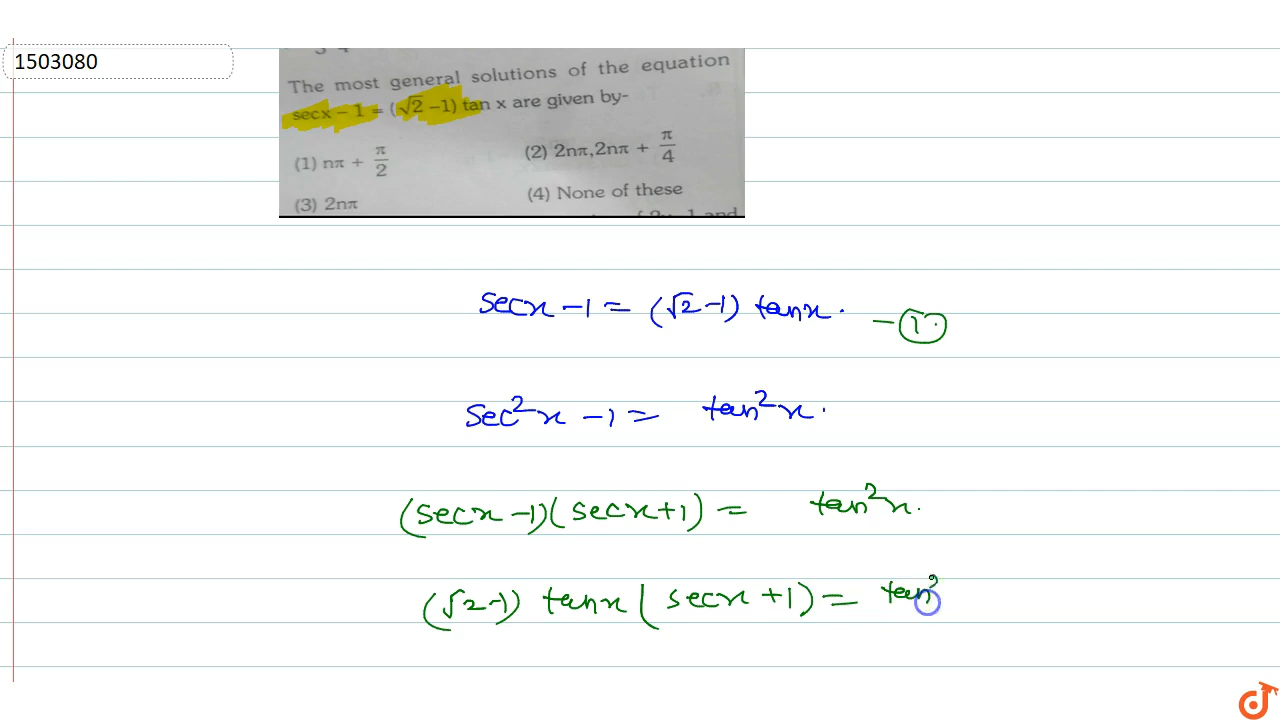 1503080
The most general solutions of the equation
secx – 1 = (√2 –1) tan x are given by-
(1) nπ + π/2
(2) 2nπ,2nπ + π/4
(3) 2nπ
(4) None of these
secx –1 = (√2 –1) tanx. – (1).
sec²x –1 = tan²x.
(secx –1)(secx+1) = tan²x.
(√2-1) tanx (secx +1) = tan²